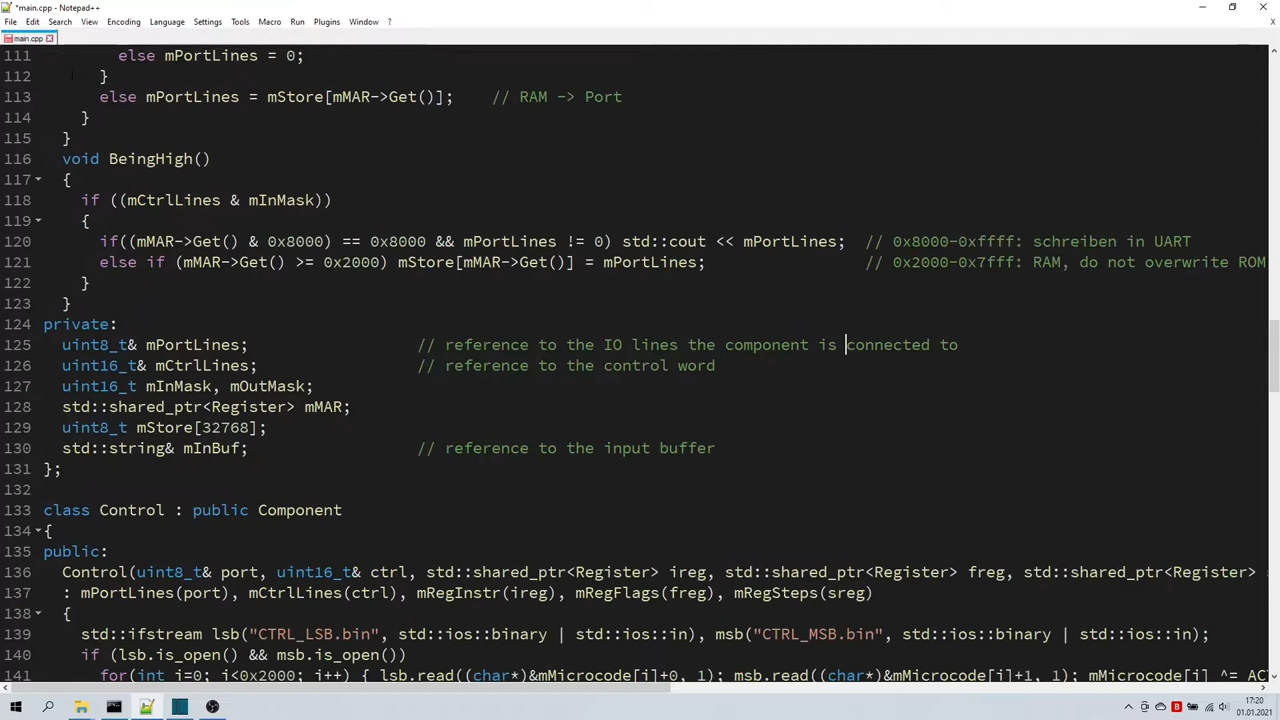 *main.cpp - Notepad++
File Edit Search View Encoding Language Settings Tools Macro Run Plugins Window ?
main.cpp
111 else mPortLines = 0;
112 }
113 else mPortLines = mStore[mMAR->Get()]; // RAM -> Port
114 }
115 }
116 void BeingHigh()
117 {
118 if ((mCtrlLines & mInMask))
119 {
120 if((mMAR->Get() & 0x8000) == 0x8000 && mPortLines != 0) std::cout << mPortLines; // 0x8000-0xffff: schreiben in UART
121 else if (mMAR->Get() >= 0x2000) mStore[mMAR->Get()] = mPortLines; // 0x2000-0x7fff: RAM, do not overwrite ROM
122 }
123 }
124 private:
125 uint8_t& mPortLines; // reference to the IO lines the component is connected to
126 uint16_t& mCtrlLines; // reference to the control word
127 uint16_t mInMask, mOutMask;
128 std::shared_ptr<Register> mMAR;
129 uint8_t mStore[32768];
130 std::string& mInBuf; // reference to the input buffer
131 };
132
133 class Control : public Component
134 {
135 public:
136 Control(uint8_t& port, uint16_t& ctrl, std::shared_ptr<Register> ireg, std::shared_ptr<Register> freg, std::shared_ptr<Register> s
137 : mPortLines(port), mCtrlLines(ctrl), mRegInstr(ireg), mRegFlags(freg), mRegSteps(sreg)
138 {
139 std::ifstream lsb("CTRL_LSB.bin", std::ios::binary | std::ios::in), msb("CTRL_MSB.bin", std::ios::binary | std::ios::in);
140 if (lsb.is_open() && msb.is_open())
141 for(int i=0; i<0x2000; i++) { lsb.read((char*)&mMicrocode[i]+0, 1); msb.read((char*)&mMicrocode[i]+1, 1); mMicrocode[i] ^= AC
17:20
01.01.2021